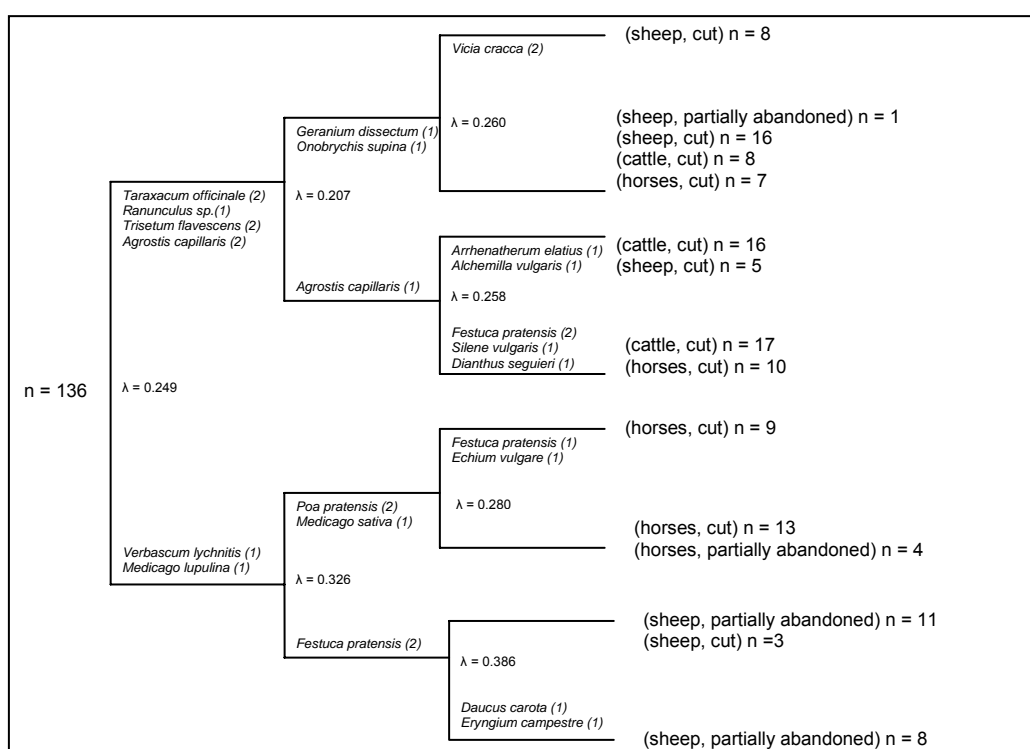 Vicia cracca (2)
(sheep, cut) n = 8
Geranium dissectum (1)
Onobrychis supina (1)
λ = 0.260
(sheep, partially abandoned) n = 1
(sheep, cut) n = 16
(cattle, cut) n = 8
(horses, cut) n = 7
Taraxacum officinale (2)
Ranunculus sp.(1)
Trisetum flavescens (2)
Agrostis capillaris (2)
λ = 0.207
Arrhenatherum elatius (1)
Alchemilla vulgaris (1)
(cattle, cut) n = 16
(sheep, cut) n = 5
Agrostis capillaris (1)
λ = 0.258
Festuca pratensis (2)
Silene vulgaris (1)
Dianthus seguieri (1)
(cattle, cut) n = 17
(horses, cut) n = 10
n = 136
λ = 0.249
Festuca pratensis (1)
Echium vulgare (1)
(horses, cut) n = 9
Poa pratensis (2)
Medicago sativa (1)
λ = 0.280
(horses, cut) n = 13
(horses, partially abandoned) n = 4
Verbascum lychnitis (1)
Medicago lupulina (1)
λ = 0.326
(sheep, partially abandoned) n = 11
(sheep, cut) n =3
Festuca pratensis (2)
λ = 0.386
Daucus carota (1)
Eryngium campestre (1)
(sheep, partially abandoned) n = 8